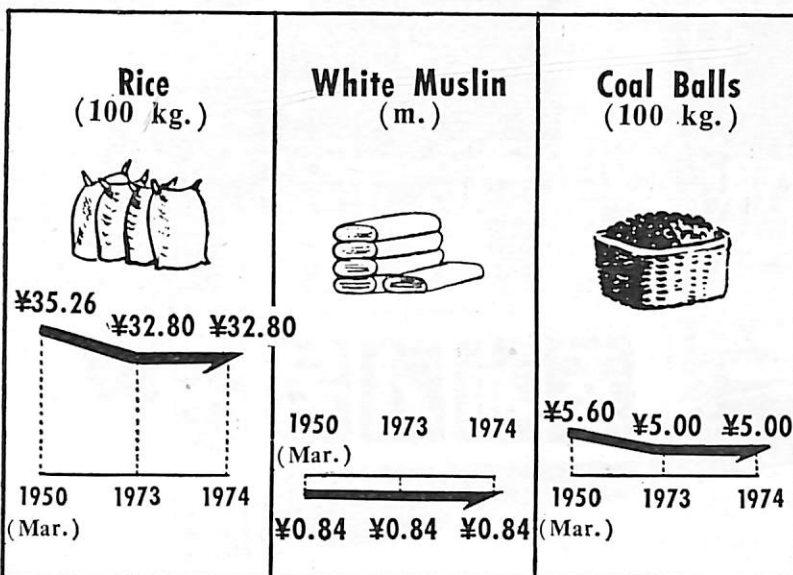 Rice
(100 kg.)
¥35.26
¥32.80 ¥32.80
1950 1973 1974
(Mar.)
White Muslin
(m.)
1950 1973 1974
(Mar.)
¥0.84 ¥0.84 ¥0.84
Coal Balls
(100 kg.)
¥5.60
¥5.00 ¥5.00
1950 1973 1974
(Mar.)